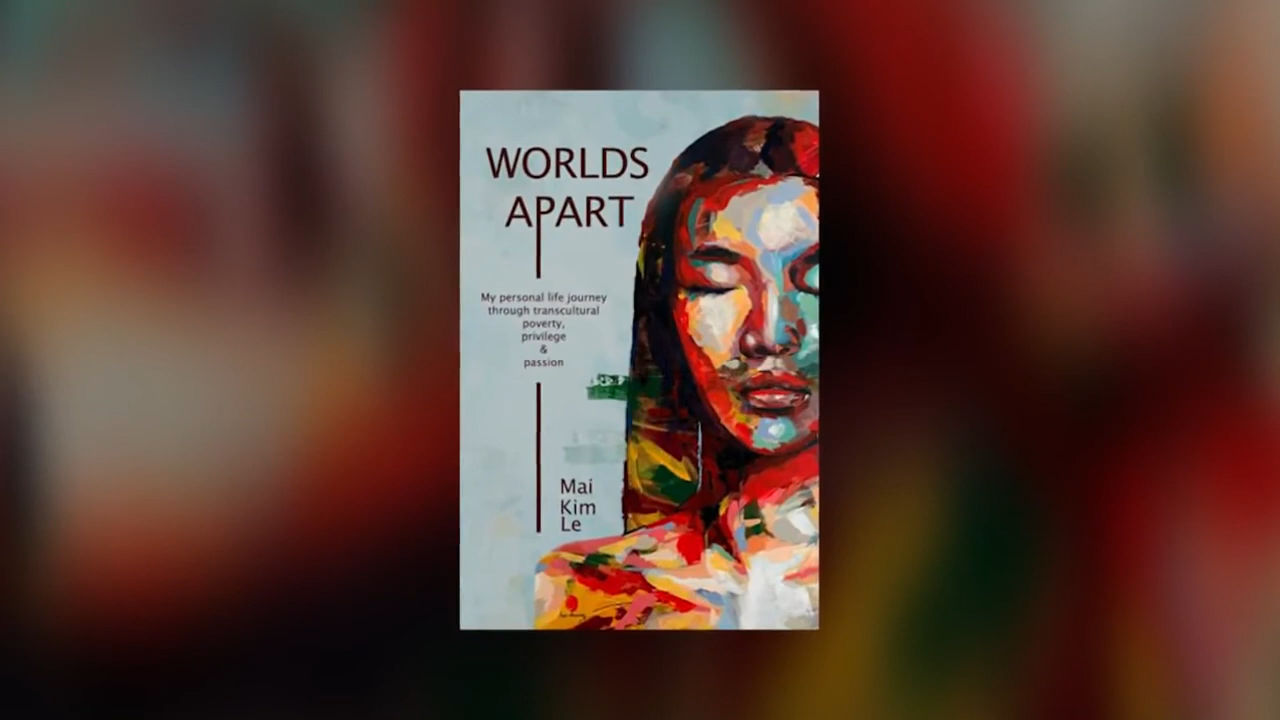 WORLDS
APART
My personal life journey
through transcultural
poverty,
privilege
&
passion
Mai
Kim
Le